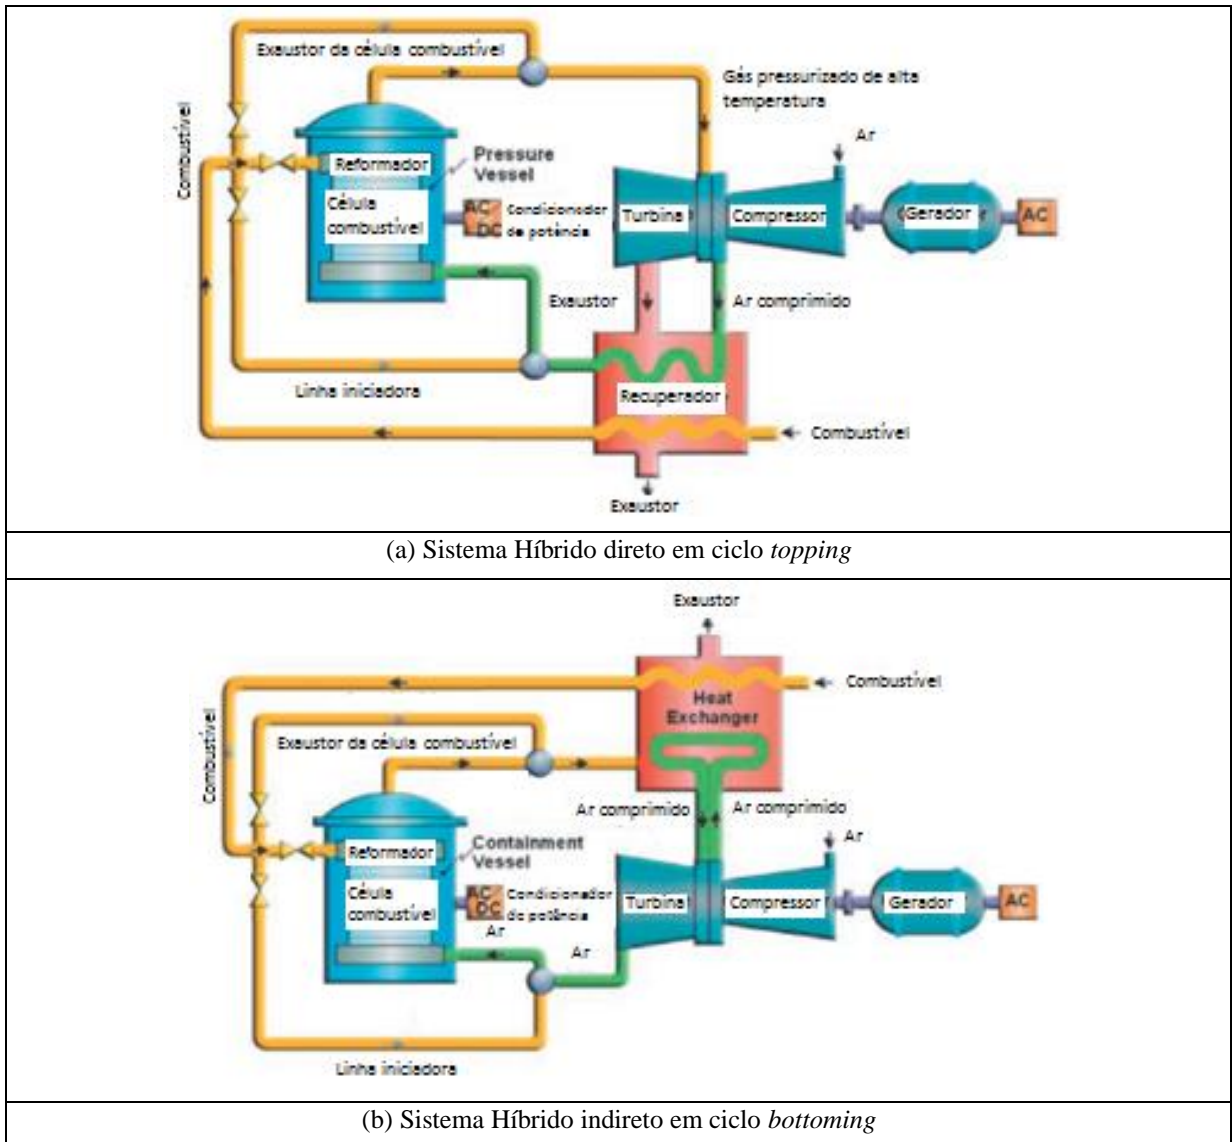 Exaustor da célula combustível
Gás pressurizado de alta
temperatura
Combustível
Ar
Reformador
Pressure
Vessel
Célula
combustível
AC
DC
Condicionador
de potência
Turbina
Compressor
Gerador
AC
Exaustor
Ar comprimido
Linha iniciadora
Recuperador
Combustível
Exaustor
(a) Sistema Híbrido direto em ciclo topping
Exaustor
Combustível
Heat
Exchanger
Exaustor da célula combustível
Combustível
Ar comprimido
Ar comprimido
Ar
Reformador
Containment
Vessel
Célula
combustível
AC
DC
Condicionador
de potência
Turbina
Compressor
Gerador
AC
Ar
Ar
Linha iniciadora
(b) Sistema Híbrido indireto em ciclo bottoming